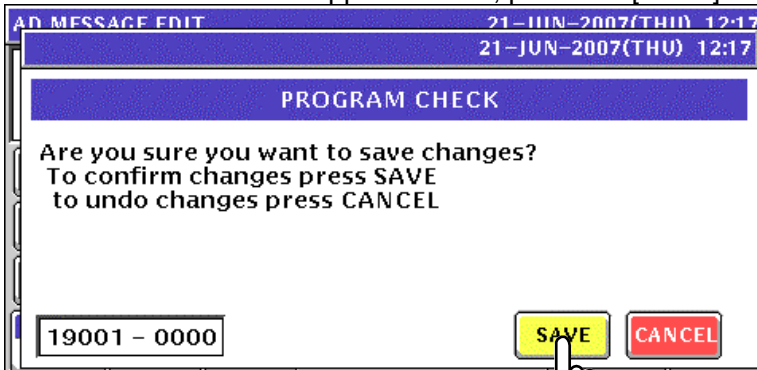 AD MESSAGE EDIT 21-JUN-2007(THU) 12:17
21-JUN-2007(THU) 12:17
PROGRAM CHECK
Are you sure you want to save changes?
To confirm changes press SAVE
to undo changes press CANCEL
19001 - 0000 SAVE CANCEL